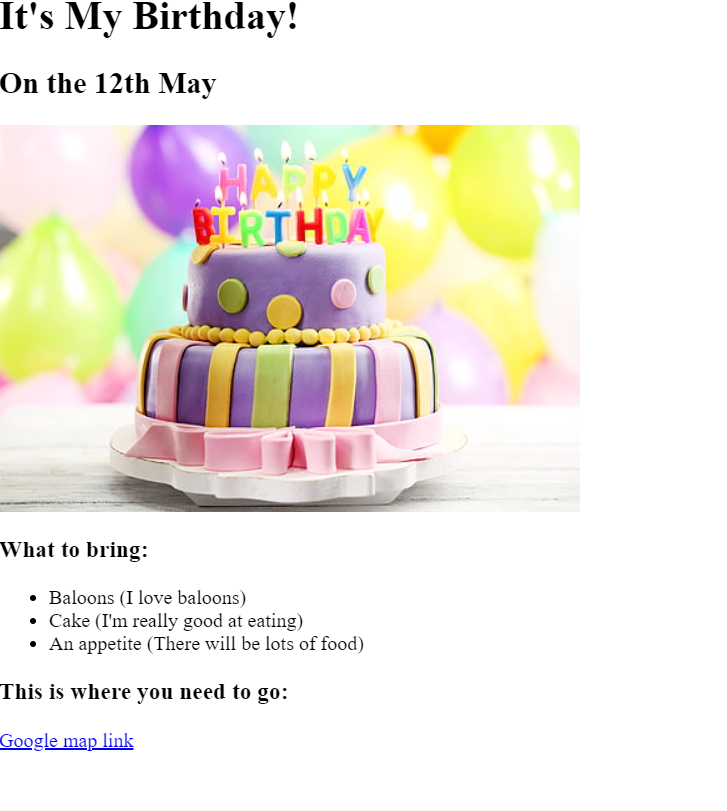 It's My Birthday!
On the 12th May
HAPPY
BIRTHDAY
What to bring:
Baloons (I love baloons)
Cake (I'm really good at eating)
An appetite (There will be lots of food)
This is where you need to go:
Google map link